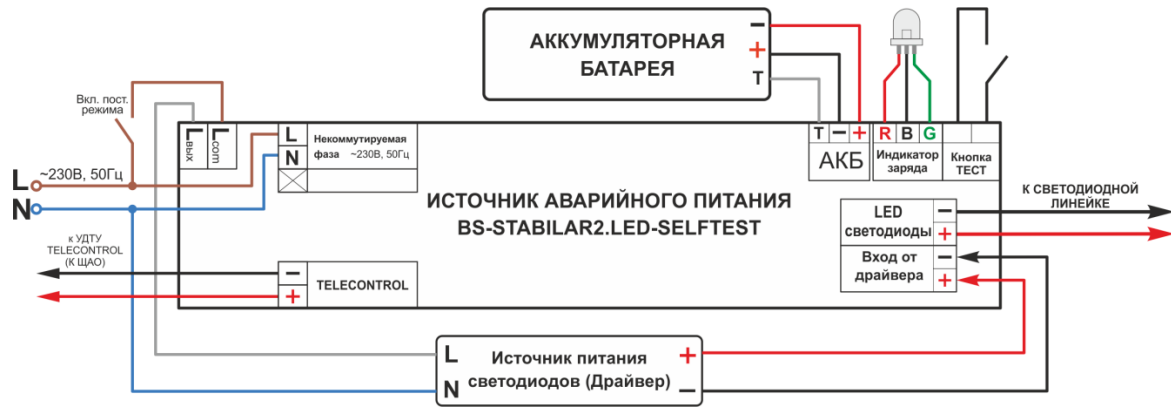 АККУМУЛЯТОРНАЯ
БАТАРЕЯ
−
+
T
Вкл. пост.
режима
Lвых
Lcom
L
N
Некоммутируемая
фаза ~230В, 50Гц
T − +
АКБ
R B G
Индикатор
заряда
Кнопка
ТЕСТ
L ~230В, 50Гц
N
ИСТОЧНИК АВАРИЙНОГО ПИТАНИЯ
BS-STABILAR2.LED-SELFTEST
LED
светодиоды
−
+
Вход от
драйвера
−
+
К СВЕТОДИОДНОЙ
ЛИНЕЙКЕ
к УДТУ
TELECONTROL
(К ЩАО)
−
+
TELECONTROL
L
N
Источник питания
светодиодов (Драйвер)
+
−